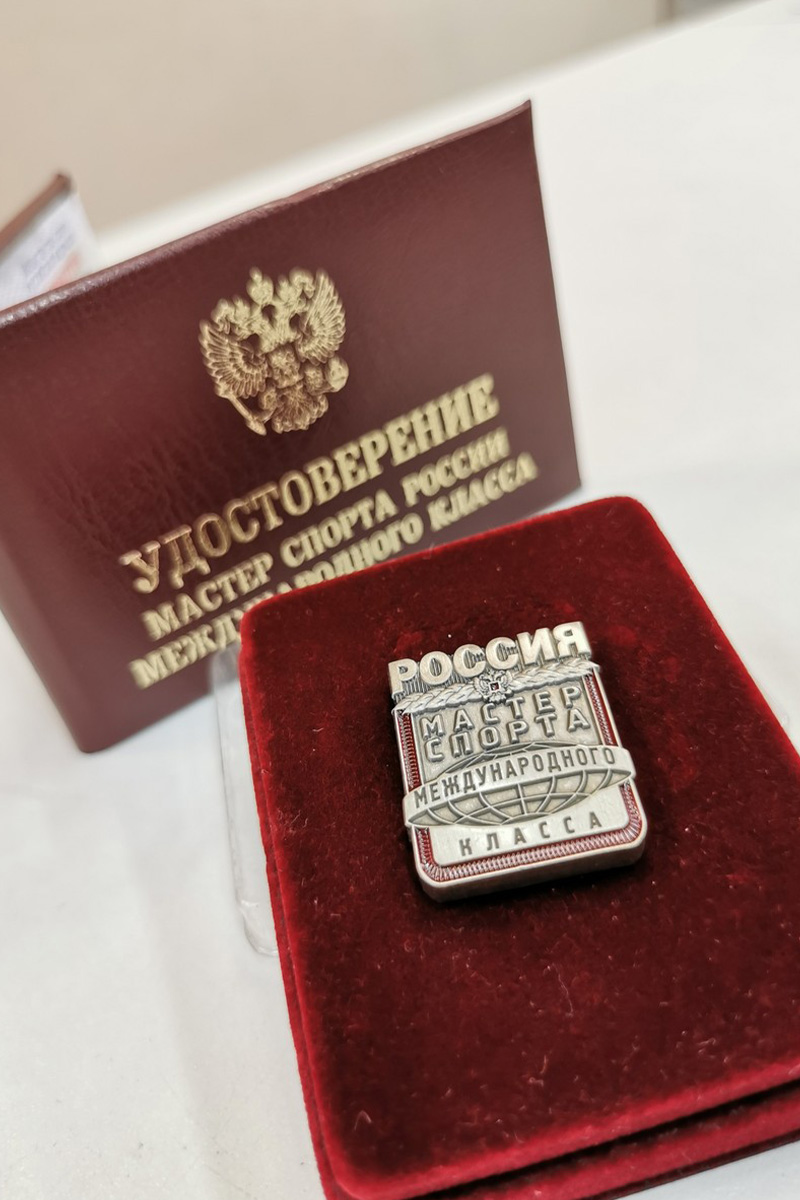 УДОСТОВЕРЕНИЕ
МАСТЕР СПОРТА РОССИИ
МЕЖДУНАРОДНОГО КЛАССА
РОССИЯ
МАСТЕР
СПОРТА
МЕЖДУНАРОДНОГО
КЛАССА